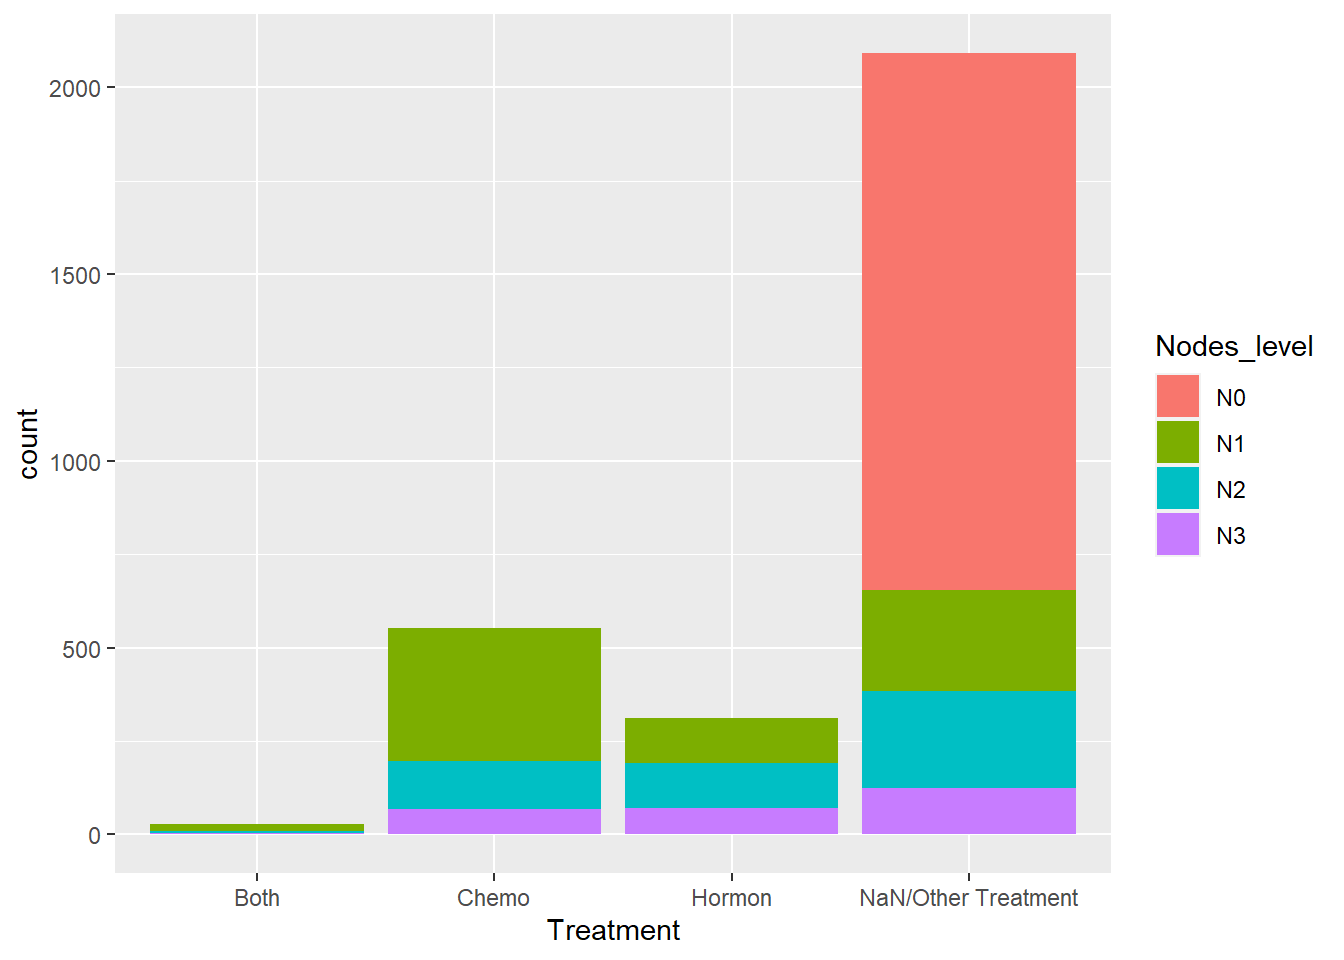 2000
1500
1000
500
0
count
Both
Chemo
Hormon
NaN/Other Treatment
Treatment
Nodes_level
N0
N1
N2
N3